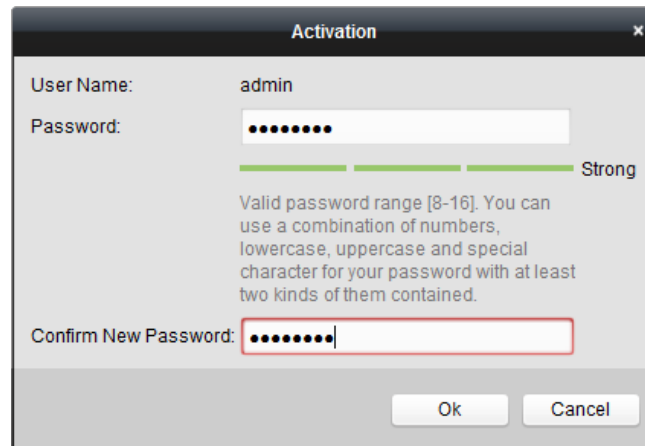 Activation ×
User Name: admin
Password: ●●●●●●●●
Strong
Valid password range [8-16]. You can
use a combination of numbers,
lowercase, uppercase and special
character for your password with at least
two kinds of them contained.
Confirm New Password: ●●●●●●●●
Ok Cancel